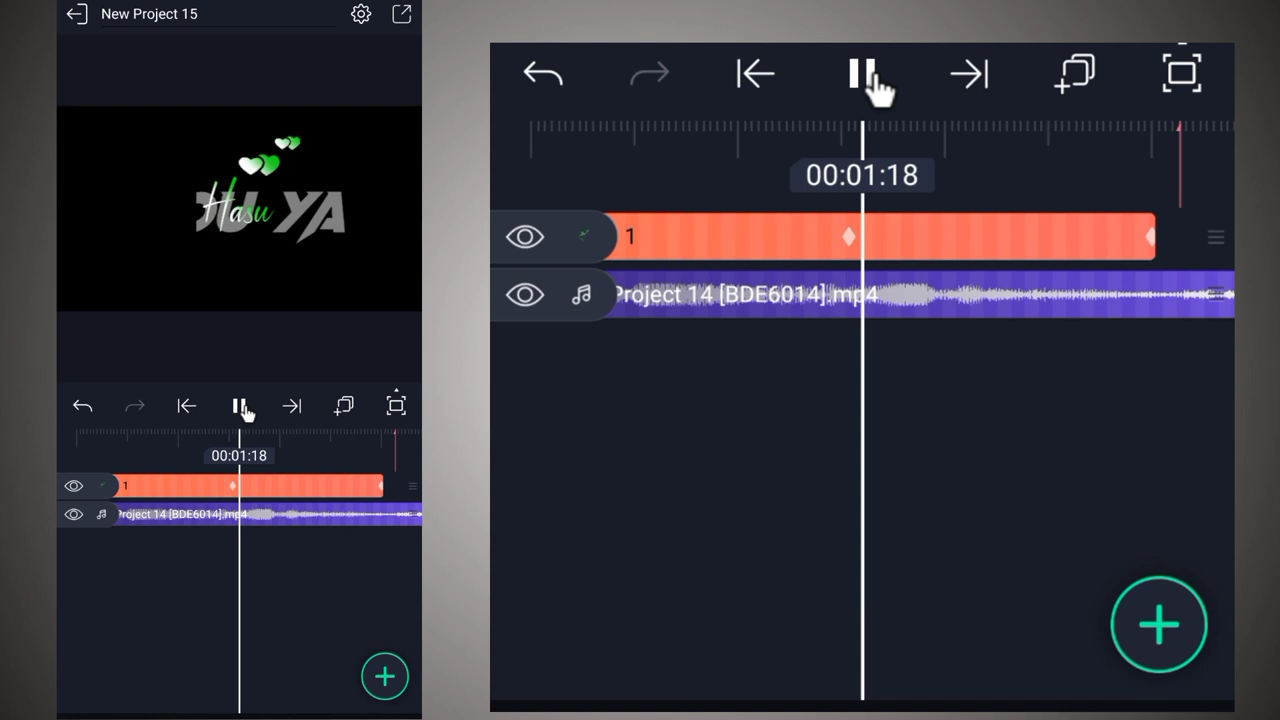 New Project 15
Hasu
YA
00:01:18
1
Project 14 [BDE6014].mp4
00:01:18
1
Project 14 [BDE6014].mp4